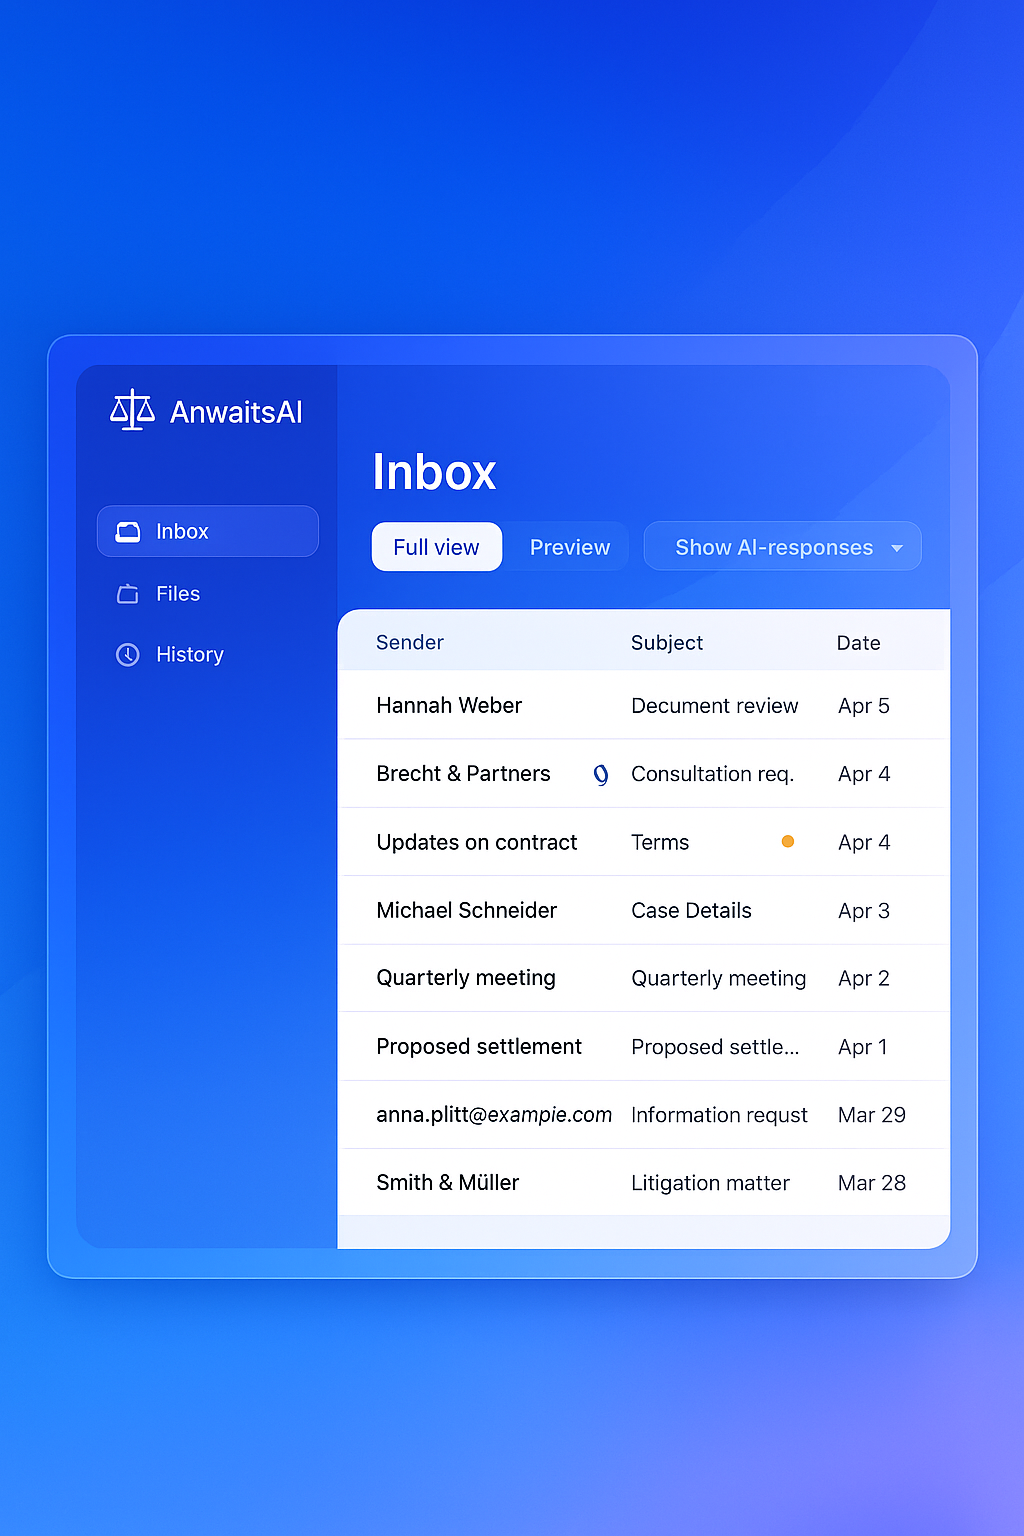 AnwaitsAI
Inbox
Files
History
Inbox
Full view Preview Show AI-responses
Sender Subject Date
Hannah Weber Decument review Apr 5
Brecht & Partners Consultation req. Apr 4
Updates on contract Terms Apr 4
Michael Schneider Case Details Apr 3
Quarterly meeting Quarterly meeting Apr 2
Proposed settlement Proposed settle... Apr 1
anna.plitt@exampie.com Information requst Mar 29
Smith & Müller Litigation matter Mar 28